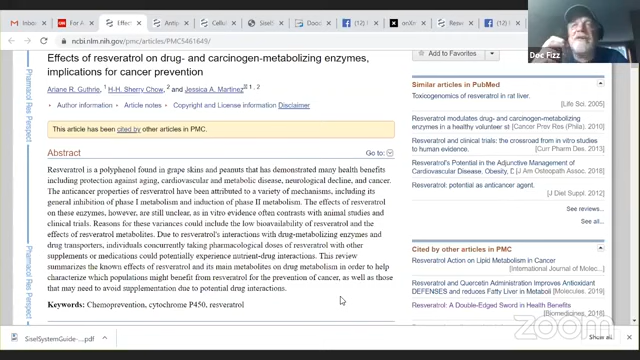 Effec
Antip
Cellu
SiselS
Dooc
For A
onXm
Resv
ncbi.nlm.nih.gov/pmc/articles/PMC5461649/
Doc Fizz
Effects of resveratrol on drug- and carcinogen-metabolizing enzymes,
implications for cancer prevention
Ariane R. Guthrie, 1 H-H. Sherry Chow, 2 and Jessica A. Martinez 1, 2
Author information Article notes Copyright and License information Disclaimer
This article has been cited by other articles in PMC.
Abstract Go to:
Resveratrol is a polyphenol found in grape skins and peanuts that has demonstrated many health benefits
including protection against aging, cardiovascular and metabolic disease, neurological decline, and cancer.
The anticancer properties of resveratrol have been attributed to a variety of mechanisms, including its
general inhibition of phase I metabolism and induction of phase II metabolism. The effects of resveratrol
on these enzymes, however, are still unclear, as in vitro evidence often contrasts with animal studies and
clinical trials. Reasons for these variances could include the low bioavailability of resveratrol and the
effects of resveratrol metabolites. Due to resveratrol's interactions with drug-metabolizing enzymes and
drug transporters, individuals concurrently taking pharmacological doses of resveratrol with other
supplements or medications could potentially experience nutrient-drug interactions. This review
summarizes the known effects of resveratrol and its main metabolites on drug metabolism in order to help
characterize which populations might benefit from resveratrol for the prevention of cancer, as well as those
that may need to avoid supplementation due to potential drug interactions.
Keywords: Chemoprevention, cytochrome P450, resveratrol
Pharmacol Res Perspect
Pharmacol Res Perspect
Add to Favorites
Similar articles in PubMed
Toxicogenomics of resveratrol in rat liver.
[Life Sci. 2005]
Resveratrol modulates drug- and carcinogen-metabolizing
enzymes in a healthy volunteer st [Cancer Prev Res (Phila). 2010]
Resveratrol and clinical trials: the crossroad from in vitro studies
to human evidence. [Curr Pharm Des. 2013]
Resveratrol's Potential in the Adjunctive Management of
Cardiovascular Disease, Obesity, D [J Am Osteopath Assoc. 2018]
Resveratrol: potential as anticancer agent.
[J Diet Suppl. 2012]
See reviews...
See all...
Cited by other articles in PMC
Resveratrol Action on Lipid Metabolism in Cancer
[International Journal of Molec...]
Resveratrol and Quercetin Administration Improves Antioxidant
DEFENSES and reduces Fatty Liver in Metaboli [Molecules. 2019]
Resveratrol: A Double-Edged Sword in Health Benefits
[Biomedicines. 2018]
SiselSystemGuide-....pdf
Show all
zoom